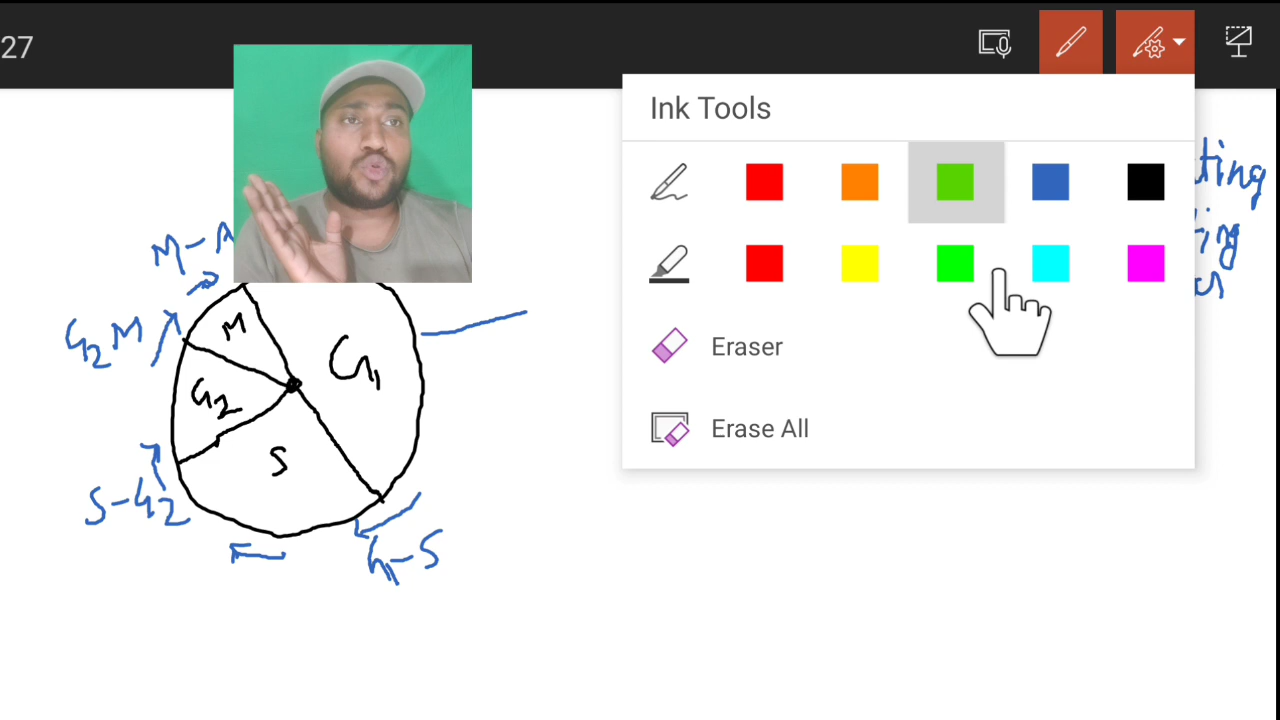 27
Ink Tools
Eraser
Erase All
M-A
G2M
M
G1
G2
S
S-G2
G1-S
ting